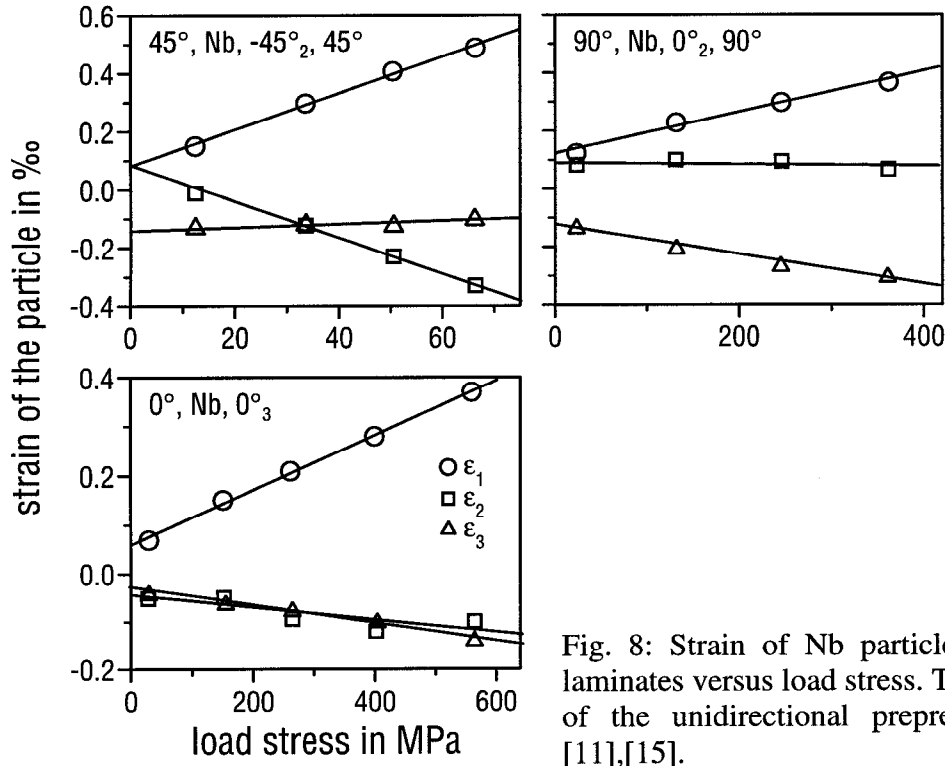 strain of the particle in ‰
45°, Nb, -45°₂, 45°
0.6
0.4
0.2
0.0
-0.2
-0.4
0 20 40 60
90°, Nb, 0°₂, 90°
0 200 400
0°, Nb, 0°₃
0.4
0.2
0.0
-0.2
ε₁
ε₂
ε₃
0 200 400 600
load stress in MPa
Fig. 8: Strain of Nb particle
laminates versus load stress. T
of the unidirectional prepre
[11],[15].